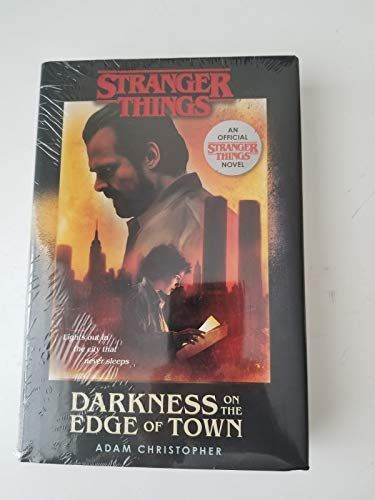 STRANGER
THINGS
AN
OFFICIAL
STRANGER
THINGS
NOVEL
Lights out in
the city that
never sleeps
DARKNESS ON
THE
EDGE OF TOWN
ADAM CHRISTOPHER